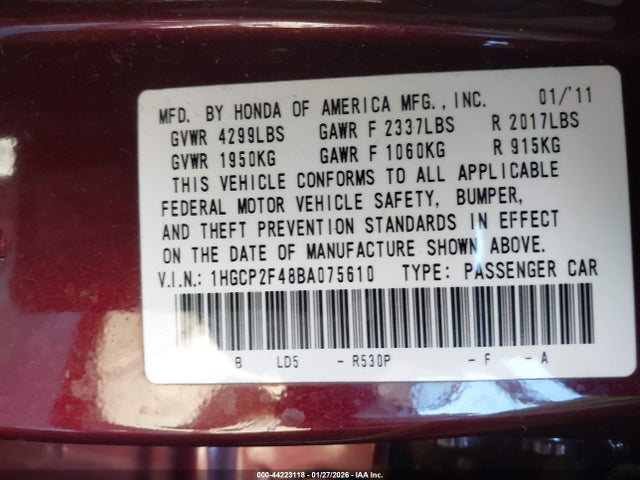 MFD. BY HONDA OF AMERICA MFG., INC. 01/'11
GVWR 4299LBS GAWR F 2337LBS R 2017LBS
GVWR 1950KG GAWR F 1060KG R 915KG
THIS VEHICLE CONFORMS TO ALL APPLICABLE
FEDERAL MOTOR VEHICLE SAFETY, BUMPER,
AND THEFT PREVENTION STANDARDS IN EFFECT
ON THE DATE OF MANUFACTURE SHOWN ABOVE.
V.I.N.: 1HGCP2F48BA075610 TYPE: PASSENGER CAR
B LD5 - R530P - F - A
000-44223118 | 01/27/2026 | IAA Inc.